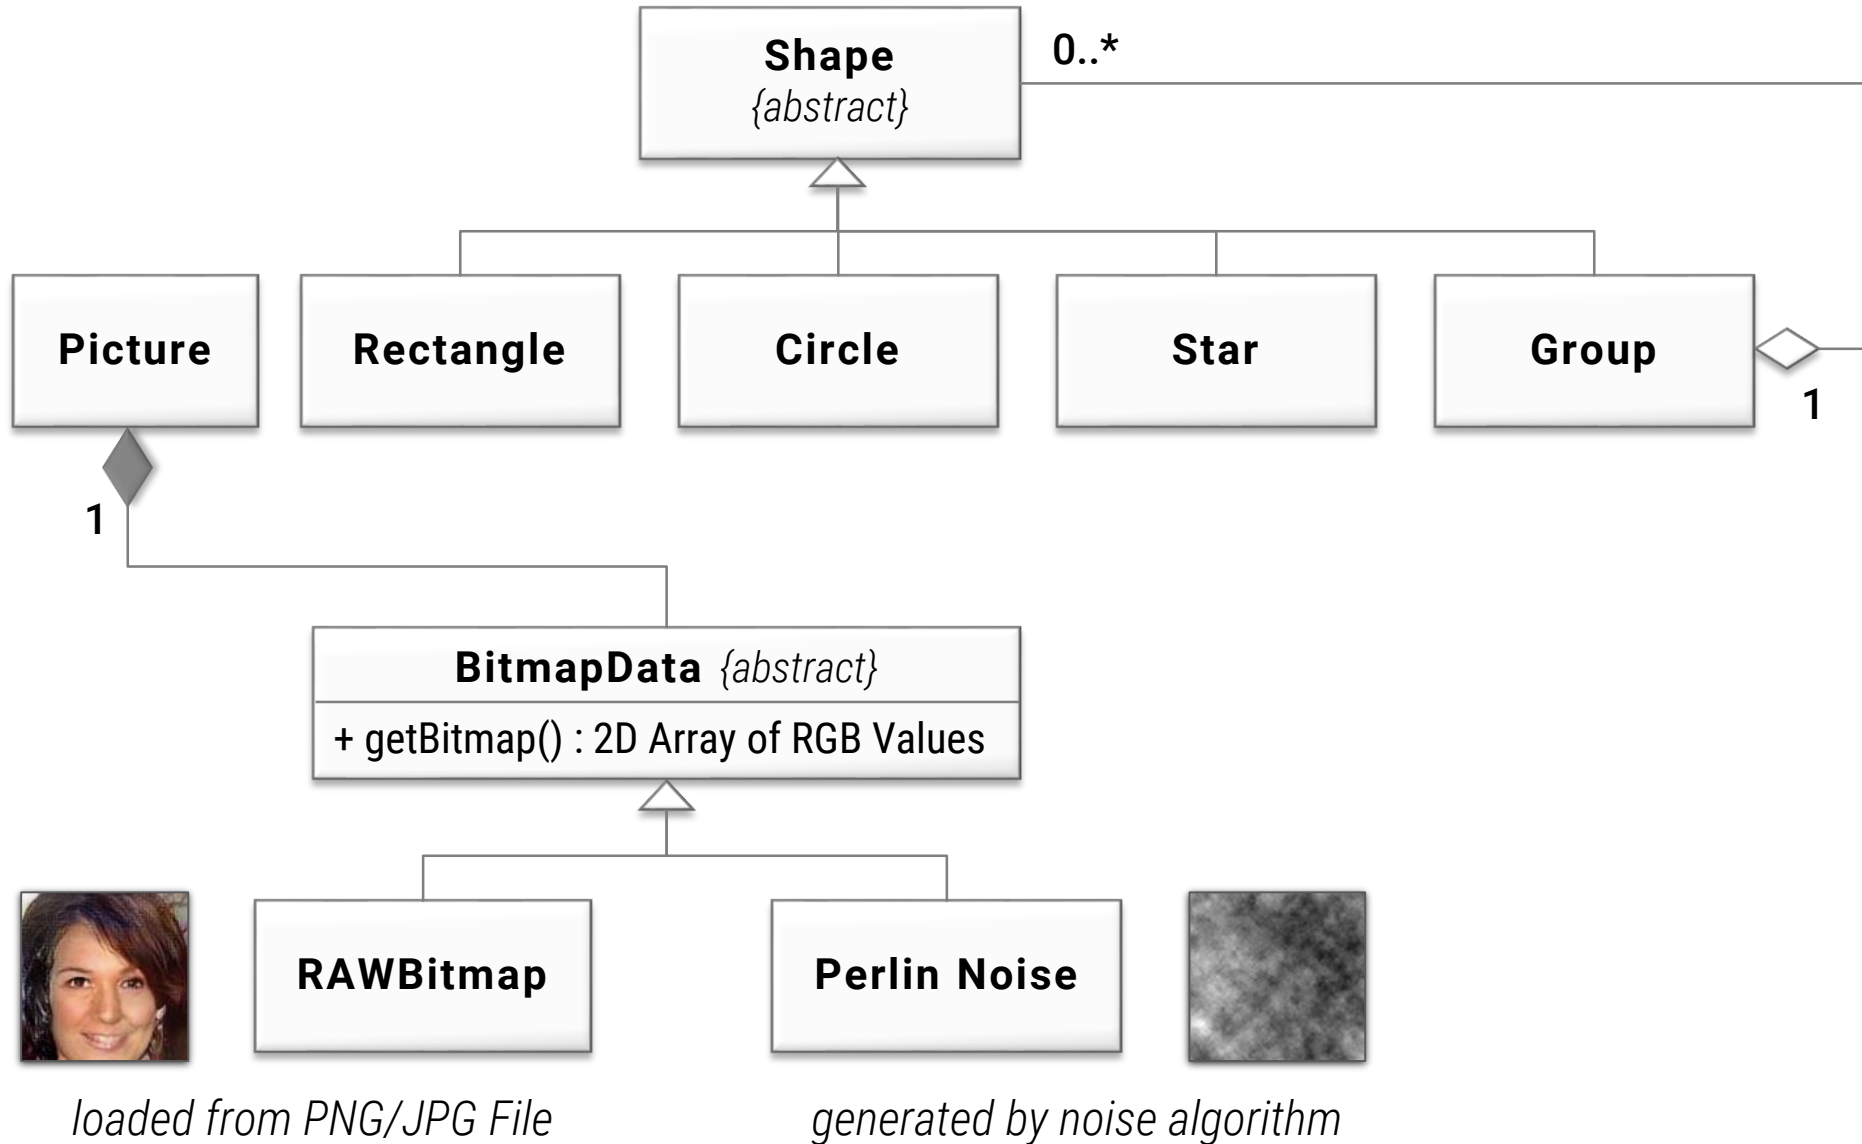 Shape
{abstract}
0..*
Picture
Rectangle
Circle
Star
Group
1
1
BitmapData {abstract}
+ getBitmap() : 2D Array of RGB Values
RAWBitmap
Perlin Noise
loaded from PNG/JPG File
generated by noise algorithm